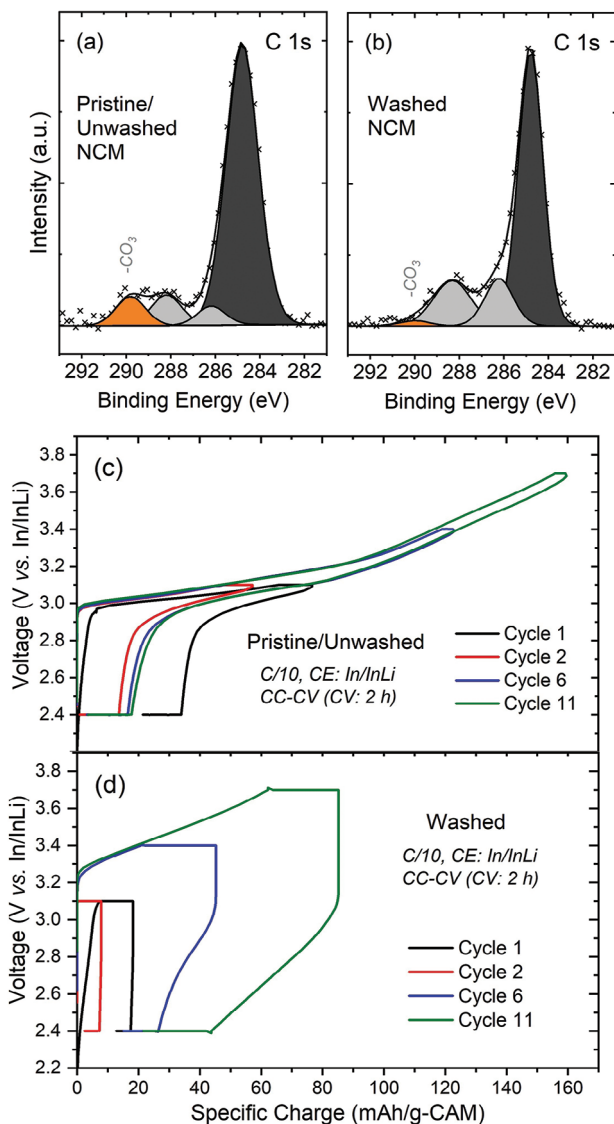 (a)
C 1s
Pristine/
Unwashed
NCM
-CO3
Intensity (a.u.)
292 290 288 286 284 282
Binding Energy (eV)
(b)
C 1s
Washed
NCM
-CO3
292 290 288 286 284 282
Binding Energy (eV)
(c)
Voltage (V vs. In/InLi)
3.8
3.6
3.4
3.2
3.0
2.8
2.6
2.4
Pristine/Unwashed
C/10, CE: In/InLi
CC-CV (CV: 2 h)
Cycle 1
Cycle 2
Cycle 6
Cycle 11
(d)
Voltage (V vs. In/InLi)
3.8
3.6
3.4
3.2
3.0
2.8
2.6
2.4
2.2
Washed
C/10, CE: In/InLi
CC-CV (CV: 2 h)
Cycle 1
Cycle 2
Cycle 6
Cycle 11
0 20 40 60 80 100 120 140 160
Specific Charge (mAh/g-CAM)